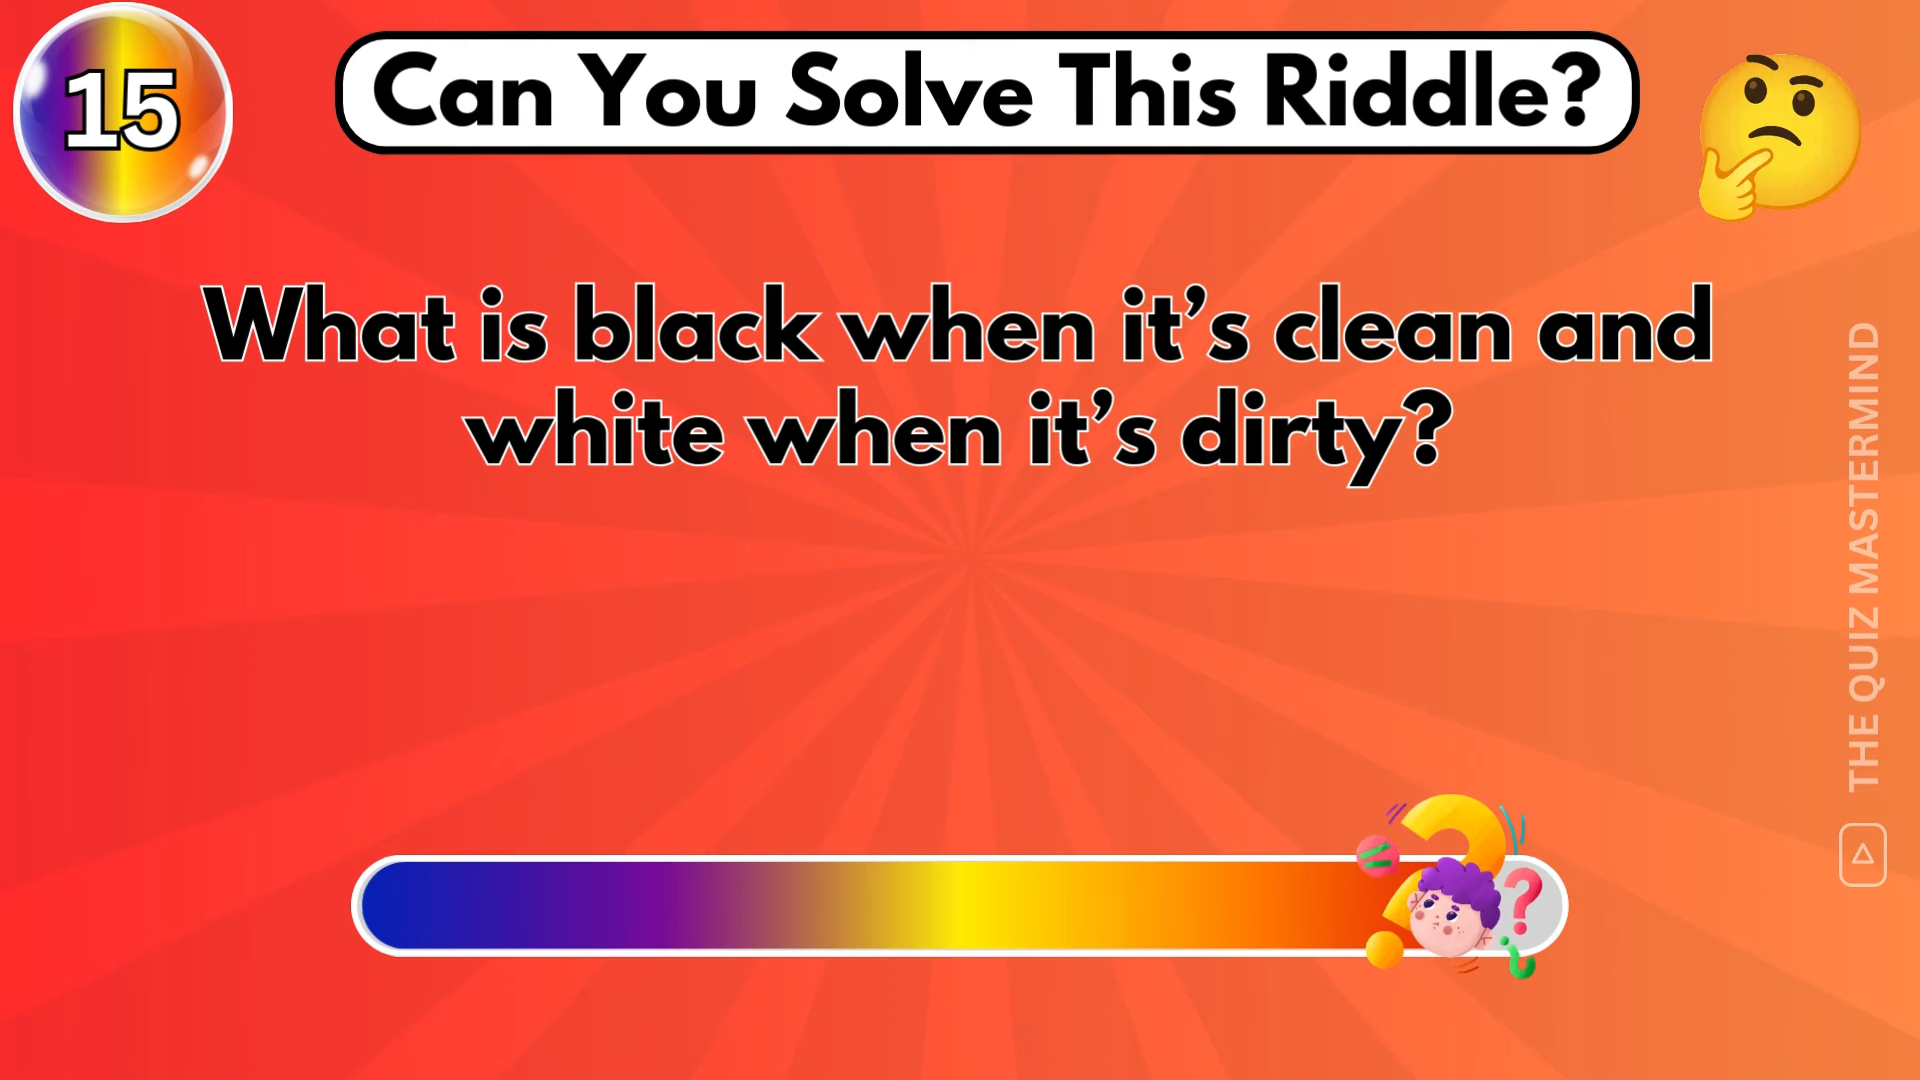 15
Can You Solve This Riddle?
What is black when it’s clean and
white when it’s dirty?
THE QUIZ MASTERMIND